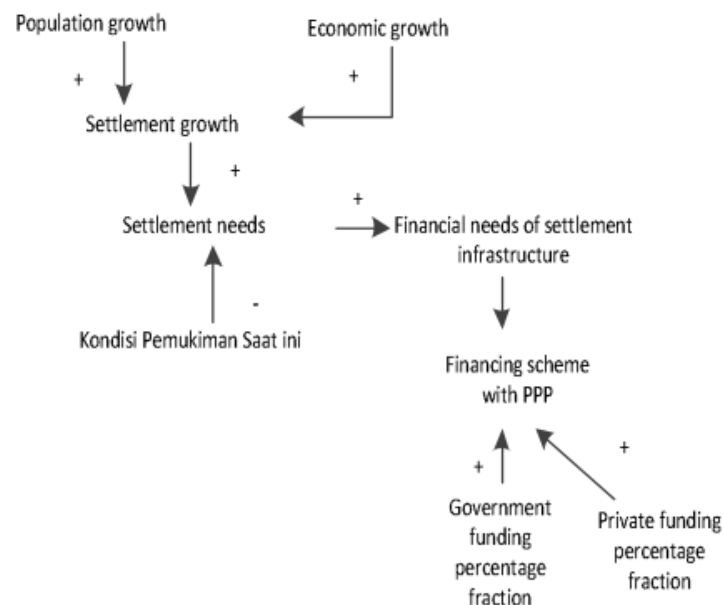 Population growth
Economic growth
+
+
Settlement growth
+
+
Settlement needs
Financial needs of settlement
infrastructure
-
Kondisi Pemukiman Saat ini
Financing scheme
with PPP
+
+
Government
funding
percentage
fraction
Private funding
percentage
fraction